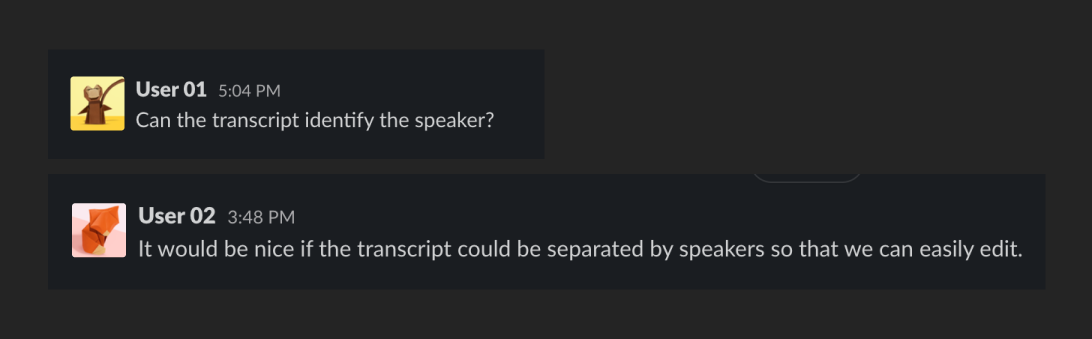 User 01 5:04 PM
Can the transcript identify the speaker?
User 02 3:48 PM
It would be nice if the transcript could be separated by speakers so that we can easily edit.